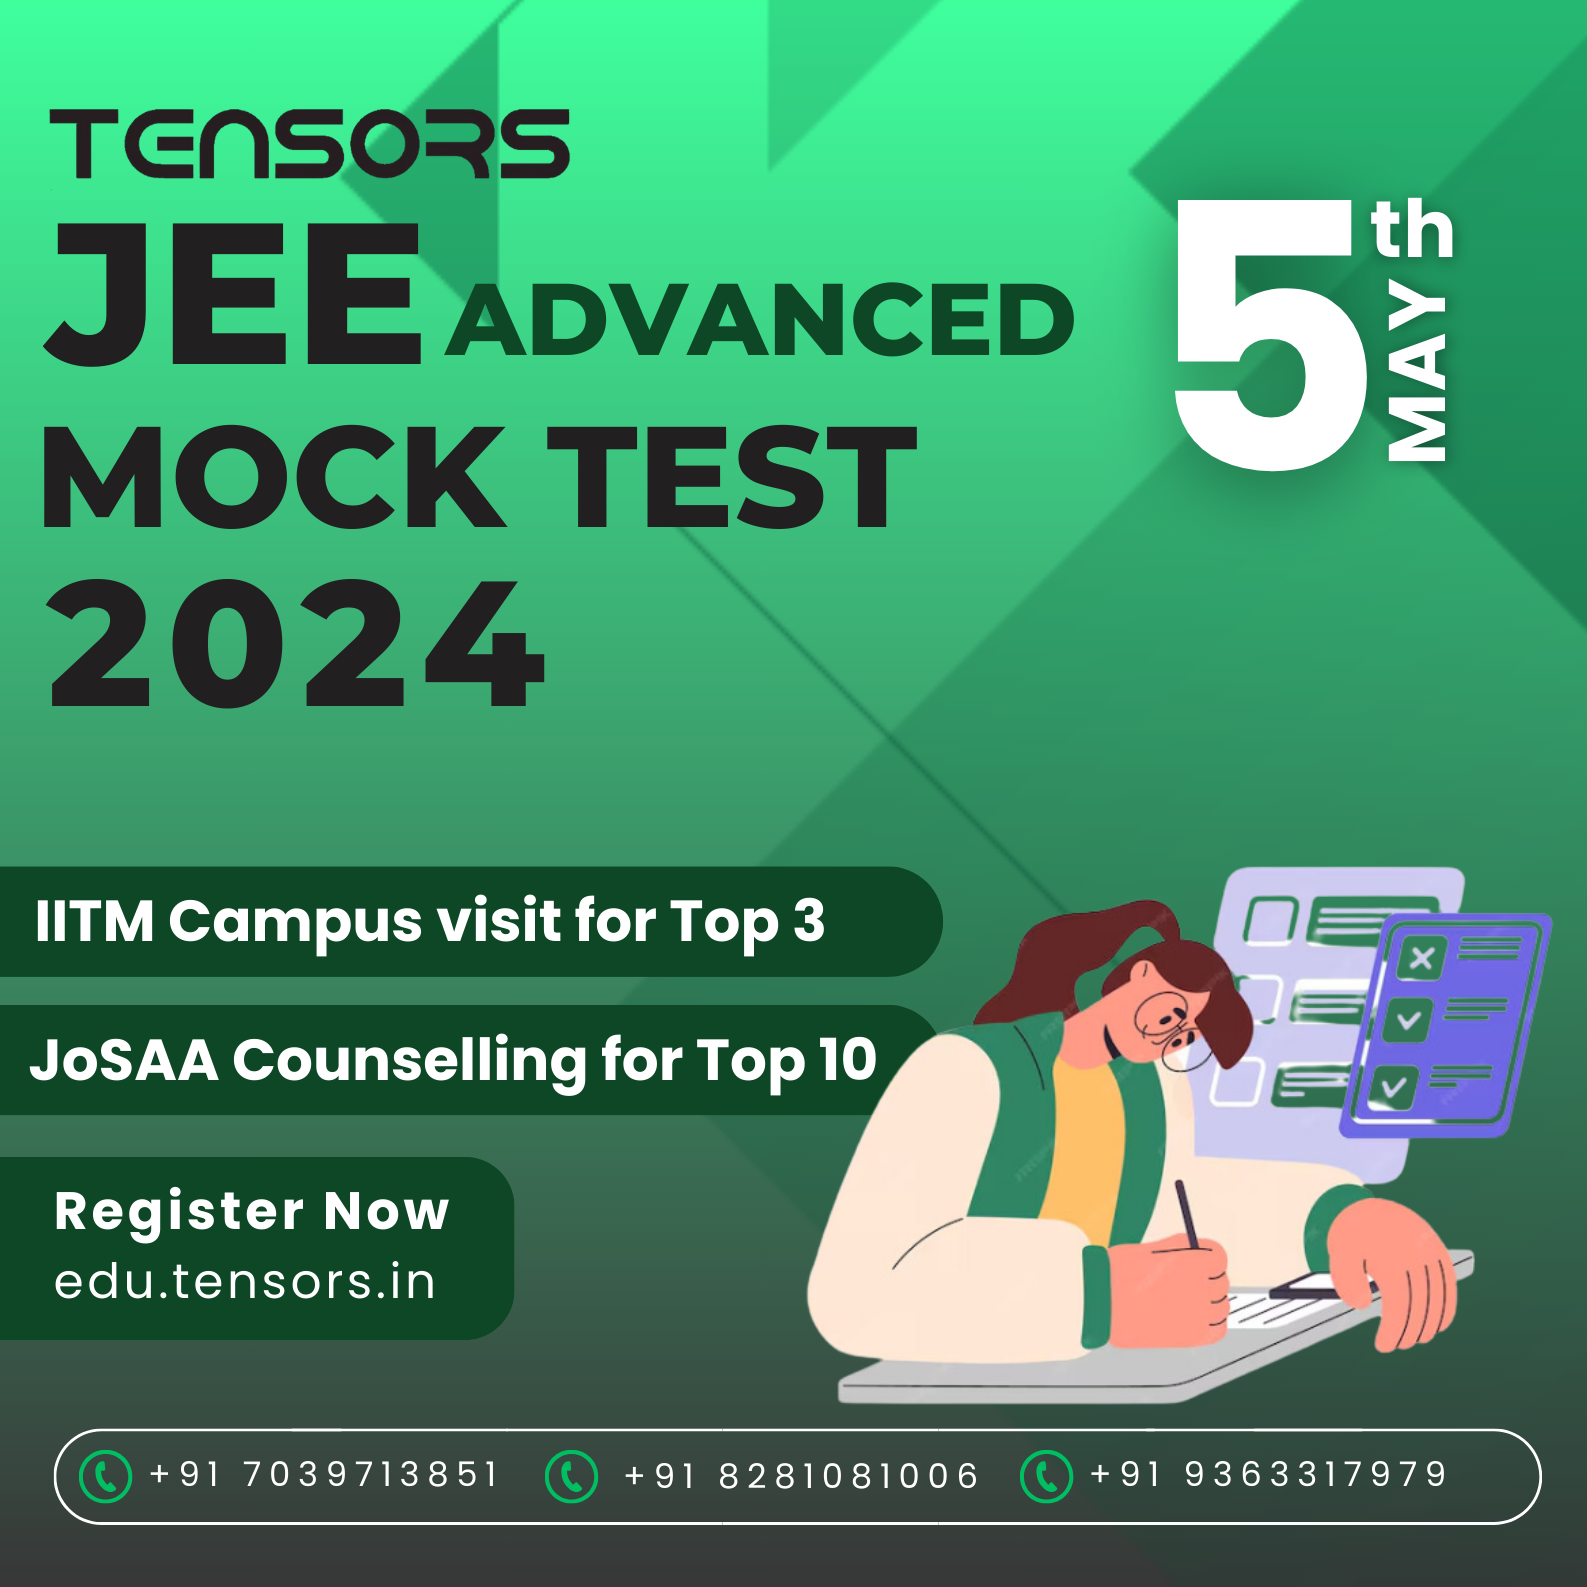 TENSORS
JEE ADVANCED
MOCK TEST
2024
5th
MAY
IITM Campus visit for Top 3
JoSAA Counselling for Top 10
Register Now
edu.tensors.in
+91 7039713851
+91 8281081006
+91 9363317979